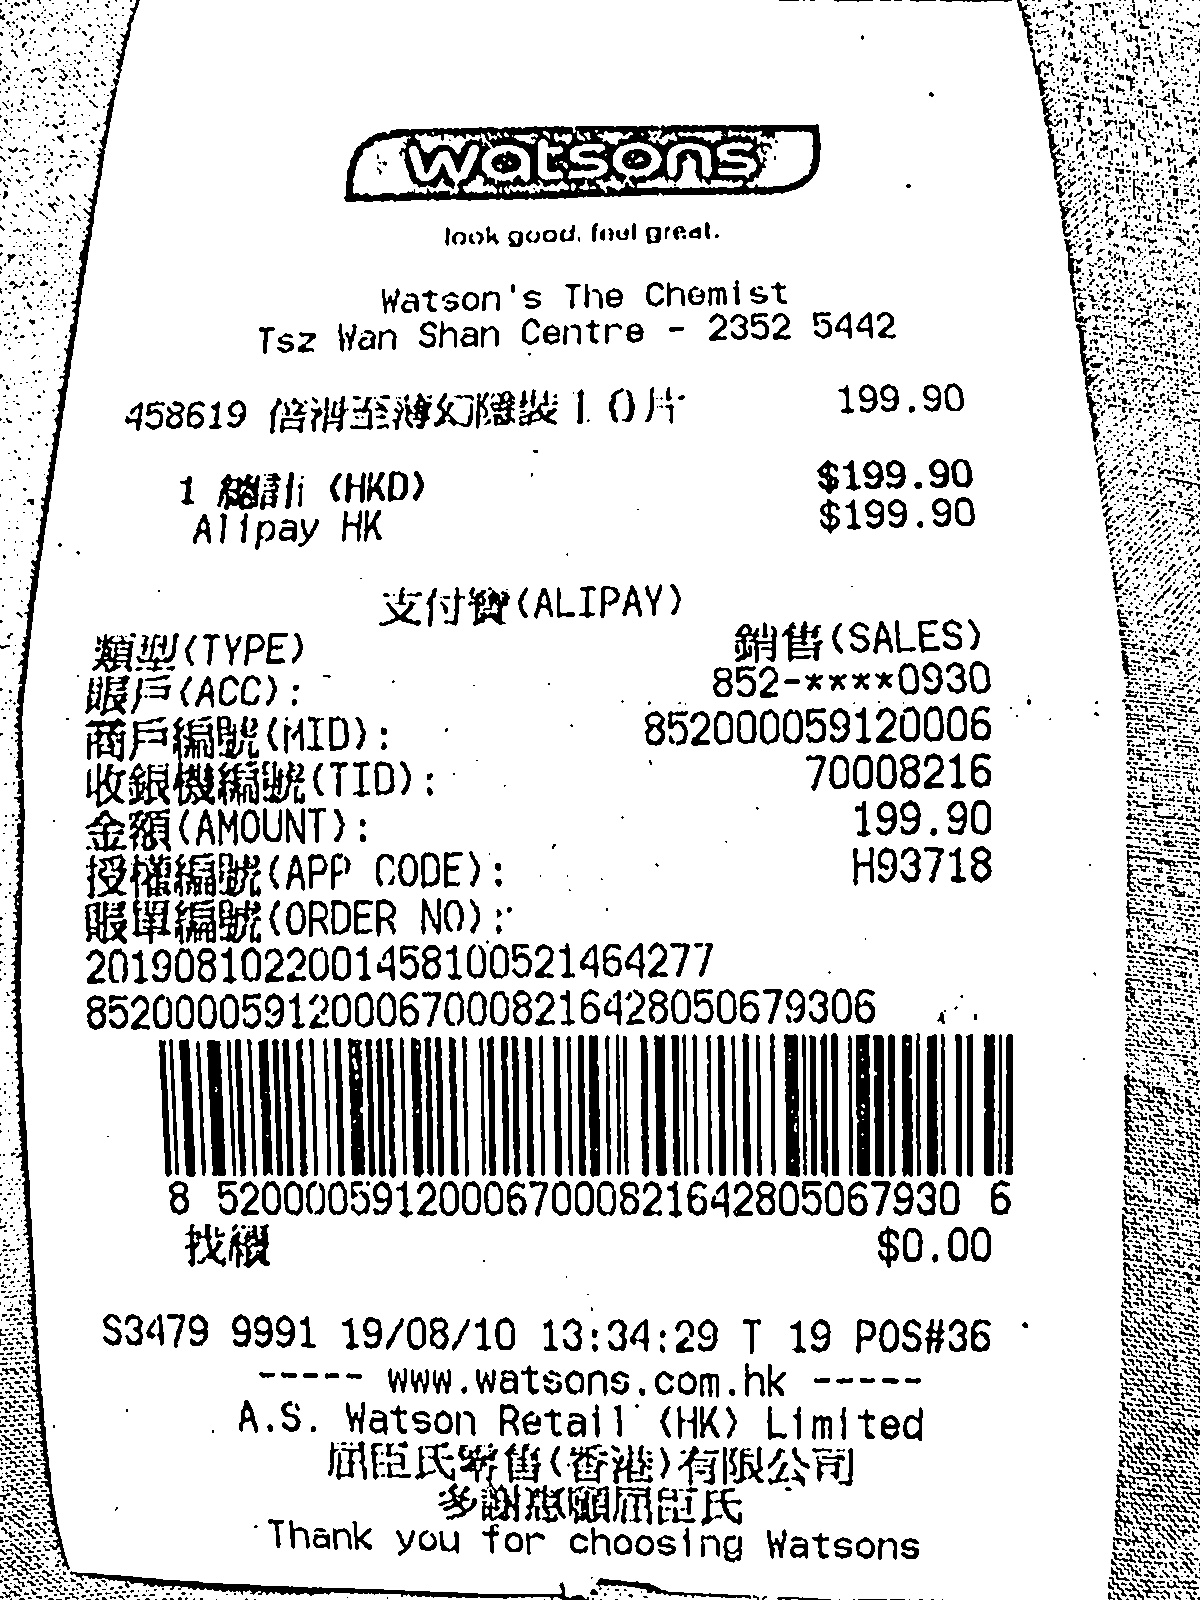 watsons
look good. feel great.
Watson's The Chemist
Tsz Wan Shan Centre - 2352 5442
458619 倍滑至薄幻隱裝10片 199.90
1 總計 (HKD) $199.90
Alipay HK $199.90
支付寶(ALIPAY)
類型(TYPE) 銷售(SALES)
賬戶(ACC): 852-****0930
商戶編號(MID): 852000059120006
收銀機編號(TID): 70008216
金額(AMOUNT): 199.90
授權編號(APP CODE): H93718
賬單編號(ORDER NO):
2019081022001458100521464277
85200005912000670008216428050679306
8 520000591200067000821642805067930 6
找續 $0.00
S3479 9991 19/08/10 13:34:29 T 19 POS#36
----- www.watsons.com.hk -----
A.S. Watson Retail (HK) Limited
屈臣氏零售(香港)有限公司
多謝惠顧屈臣氏
Thank you for choosing Watsons